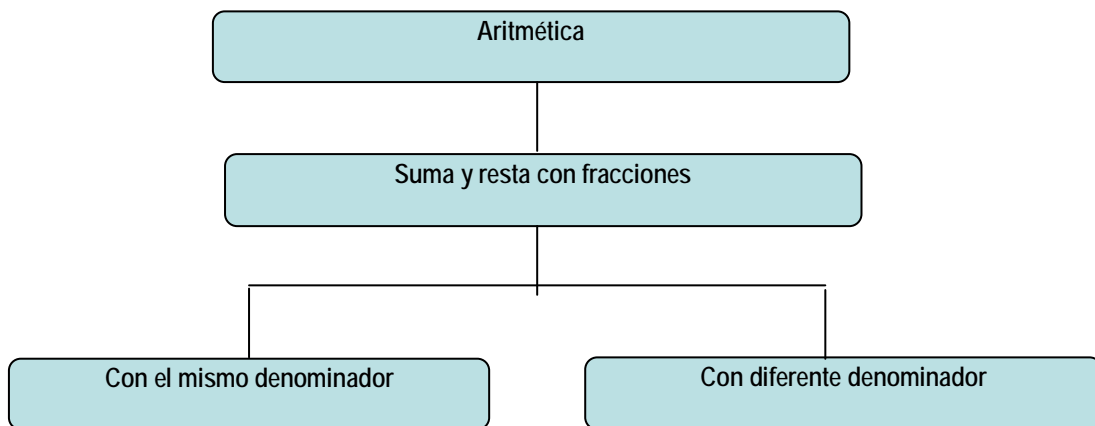 Aritmética
Suma y resta con fracciones
Con el mismo denominador
Con diferente denominador